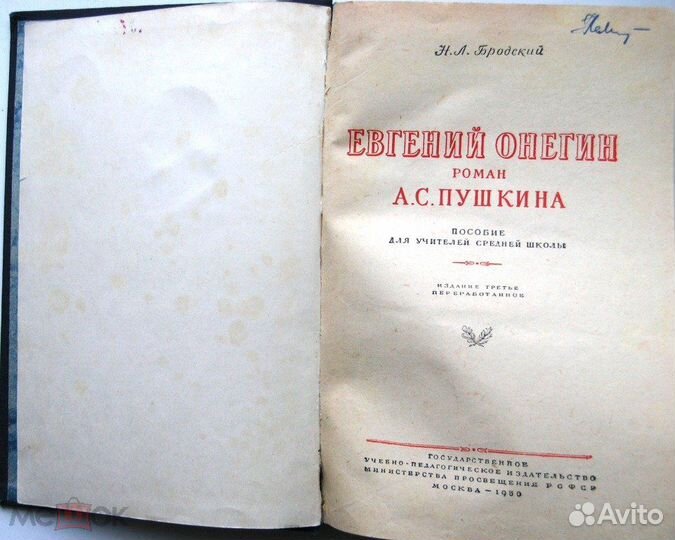 Н.Л. Бродский
ЕВГЕНИЙ ОНЕГИН
РОМАН
А.С.ПУШКИНА
ПОСОБИЕ
ДЛЯ УЧИТЕЛЕЙ СРЕДНЕЙ ШКОЛЫ
ИЗДАНИЕ ТРЕТЬЕ
ПЕРЕРАБОТАННОЕ
ГОСУДАРСТВЕННОЕ
УЧЕБНО-ПЕДАГОГИЧЕСКОЕ ИЗДАТЕЛЬСТВО
МИНИСТЕРСТВА ПРОСВЕЩЕНИЯ РСФСР
МОСКВА — 1950
МЕШОК
Avito